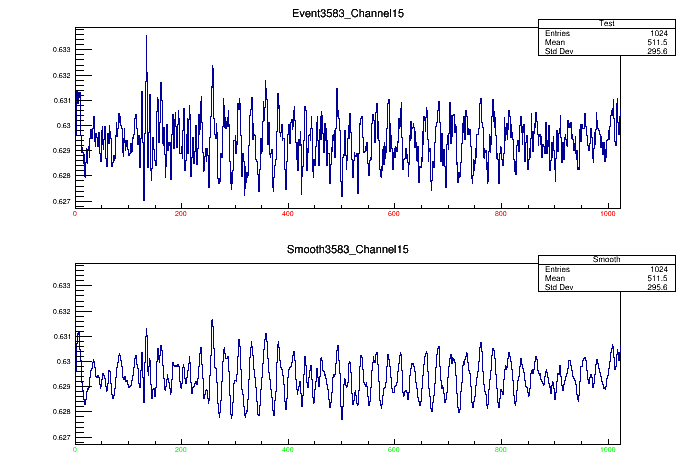 Event3583_Channel15
Test
Entries 1024
Mean 511.5
Std Dev 295.6
0.633
0.632
0.631
0.63
0.629
0.628
0.627
0 200 400 600 800 1000
Smooth3583_Channel15
Smooth
Entries 1024
Mean 511.5
Std Dev 295.6
0.633
0.632
0.631
0.63
0.629
0.628
0.627
0 200 400 600 800 1000